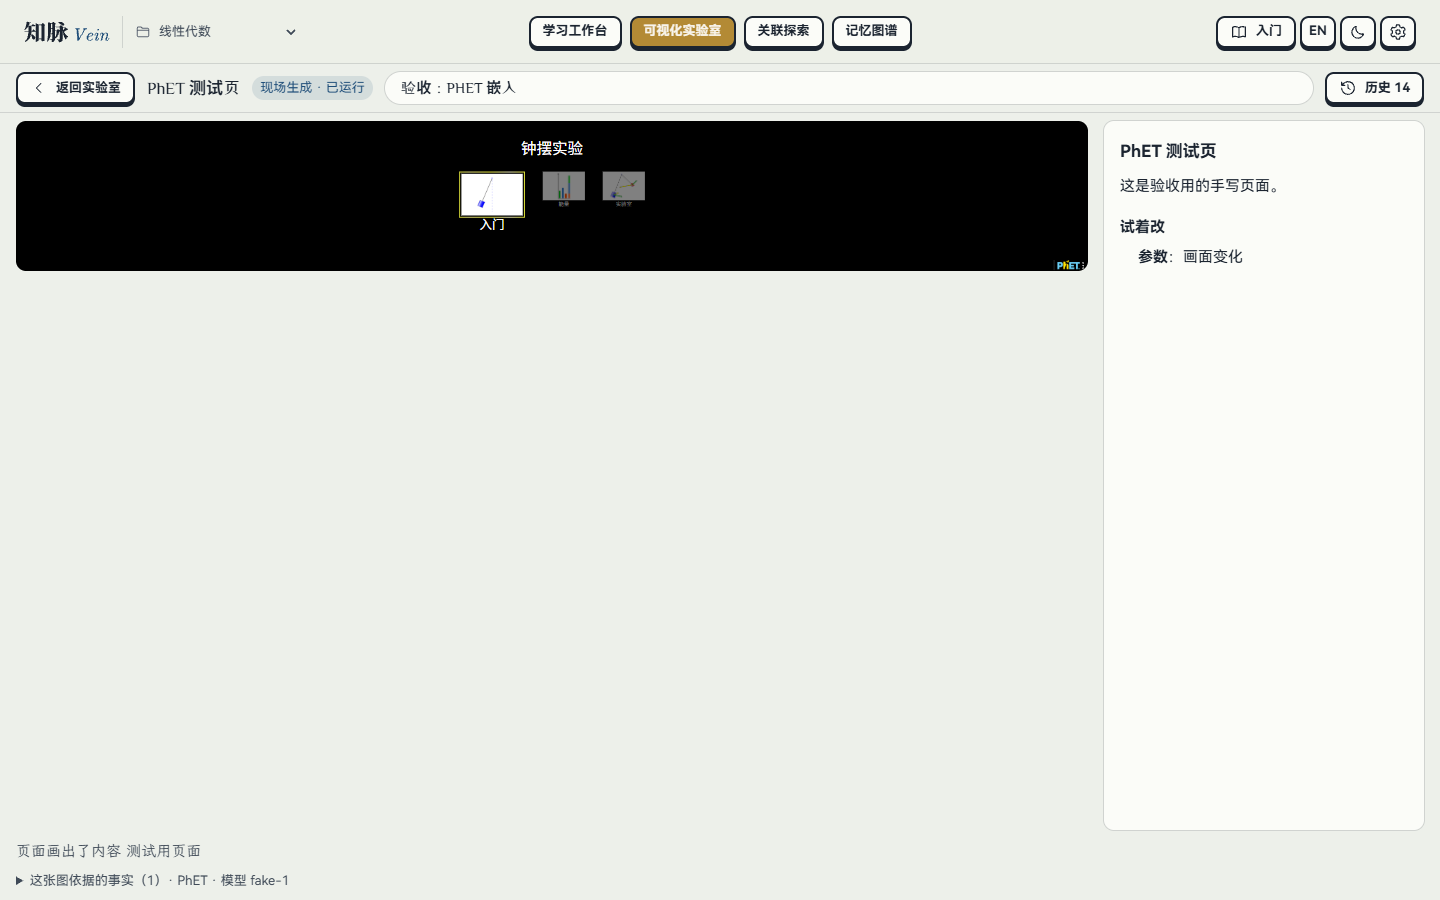 知脉 Vein 线性代数 学习工作台 可视化实验室 关联探索 记忆图谱 入门 EN
返回实验室 PhET 测试页 现场生成 · 已运行 验收：PHET 嵌入 历史 14
钟摆实验
能量 实验室
入门
PhET
PhET 测试页
这是验收用的手写页面。
试着改
参数：画面变化
页面画出了内容 测试用页面
▶ 这张图依据的事实（1） · PhET · 模型 fake-1